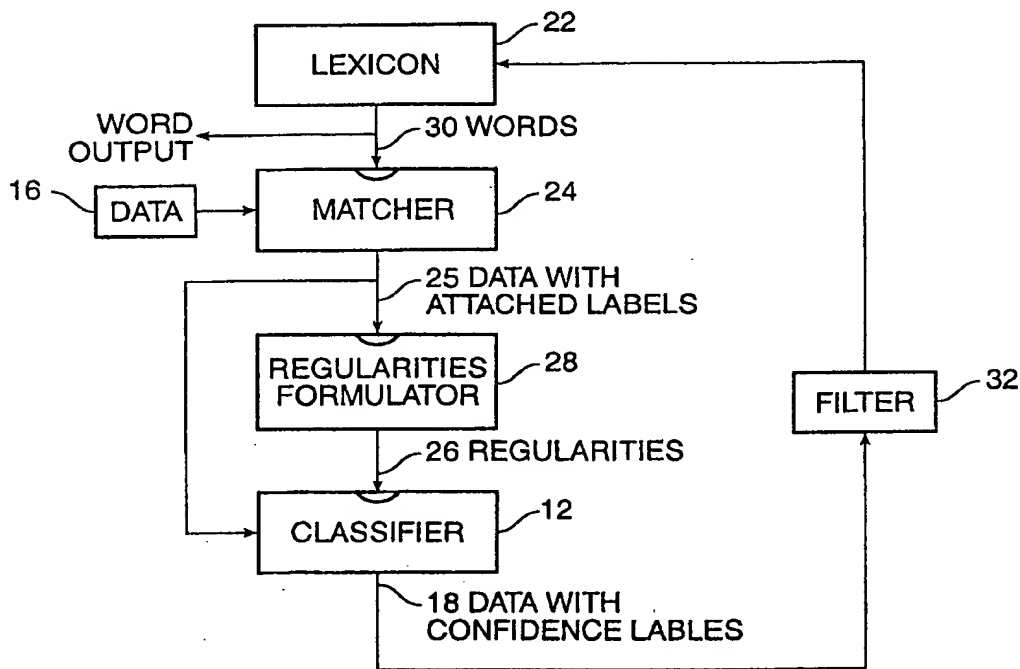 22
LEXICON
WORD
OUTPUT
30 WORDS
16
DATA
MATCHER
24
25 DATA WITH
ATTACHED LABELS
REGULARITIES
FORMULATOR
28
FILTER
32
26 REGULARITIES
CLASSIFIER
12
18 DATA WITH
CONFIDENCE LABLES